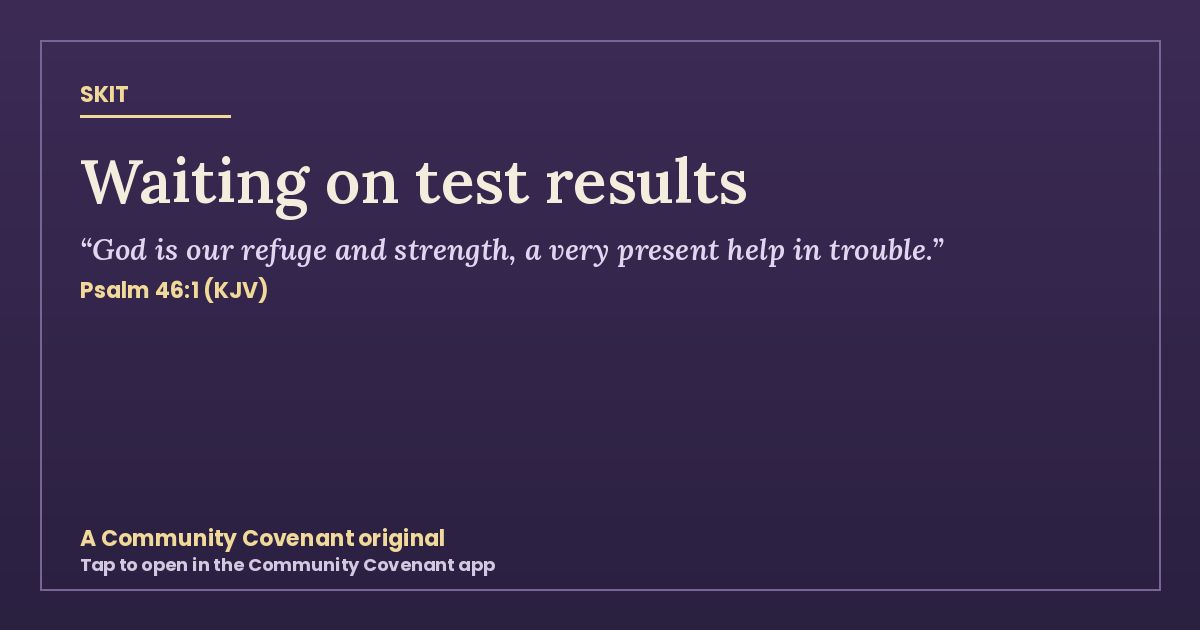 SKIT
Waiting on test results
“God is our refuge and strength, a very present help in trouble.”
Psalm 46:1 (KJV)
A Community Covenant original
Tap to open in the Community Covenant app